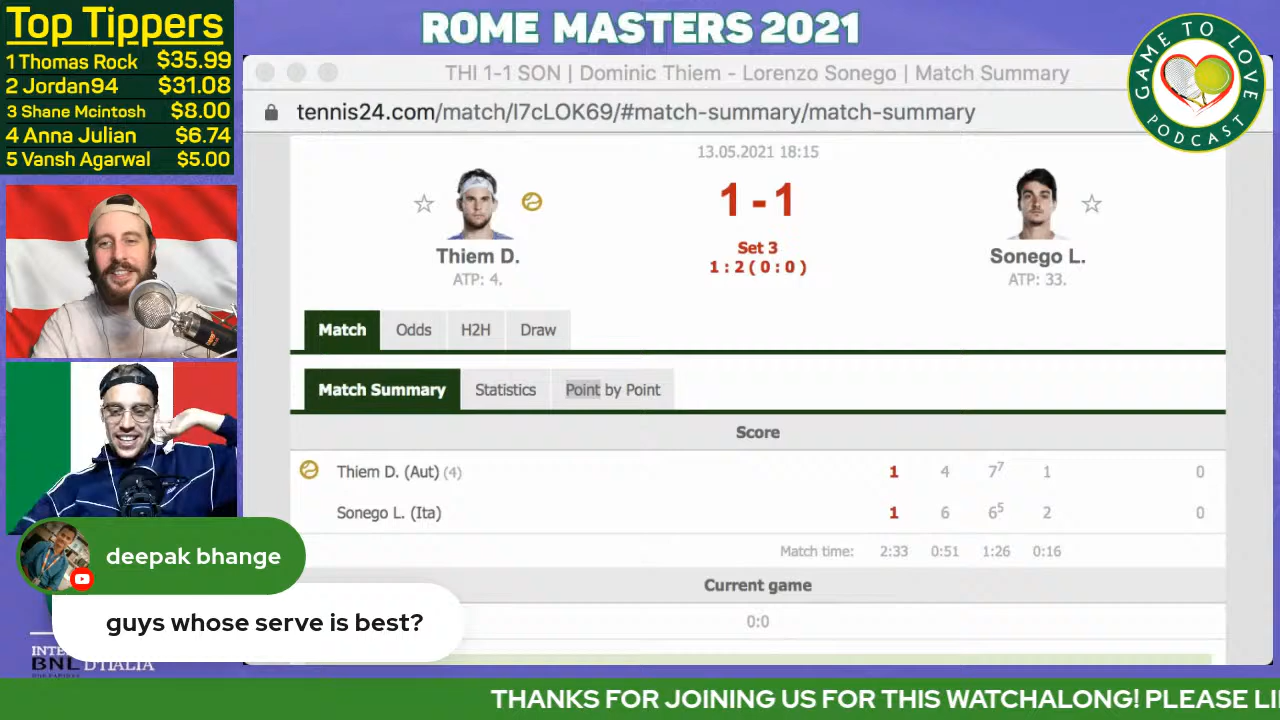 Top Tippers
1 Thomas Rock $35.99
2 Jordan94 $31.08
3 Shane Mcintosh $8.00
4 Anna Julian $6.74
5 Vansh Agarwal $5.00
ROME MASTERS 2021
GAME TO LOVE
PODCAST
THI 1-1 SON | Dominic Thiem - Lorenzo Sonego | Match Summary
tennis24.com/match/I7cLOK69/#match-summary/match-summary
13.05.2021 18:15
1 - 1
Set 3
1 : 2 ( 0 : 0 )
Thiem D.
ATP: 4.
Sonego L.
ATP: 33.
Match Odds H2H Draw
Match Summary Statistics Point by Point
Score
Thiem D. (Aut) (4) 1 4 7⁷ 1 0
Sonego L. (Ita) 1 6 6⁵ 2 0
Match time: 2:33 0:51 1:26 0:16
Current game
0:0
deepak bhange
guys whose serve is best?
BNL D'ITALIA
THANKS FOR JOINING US FOR THIS WATCHALONG! PLEASE LI